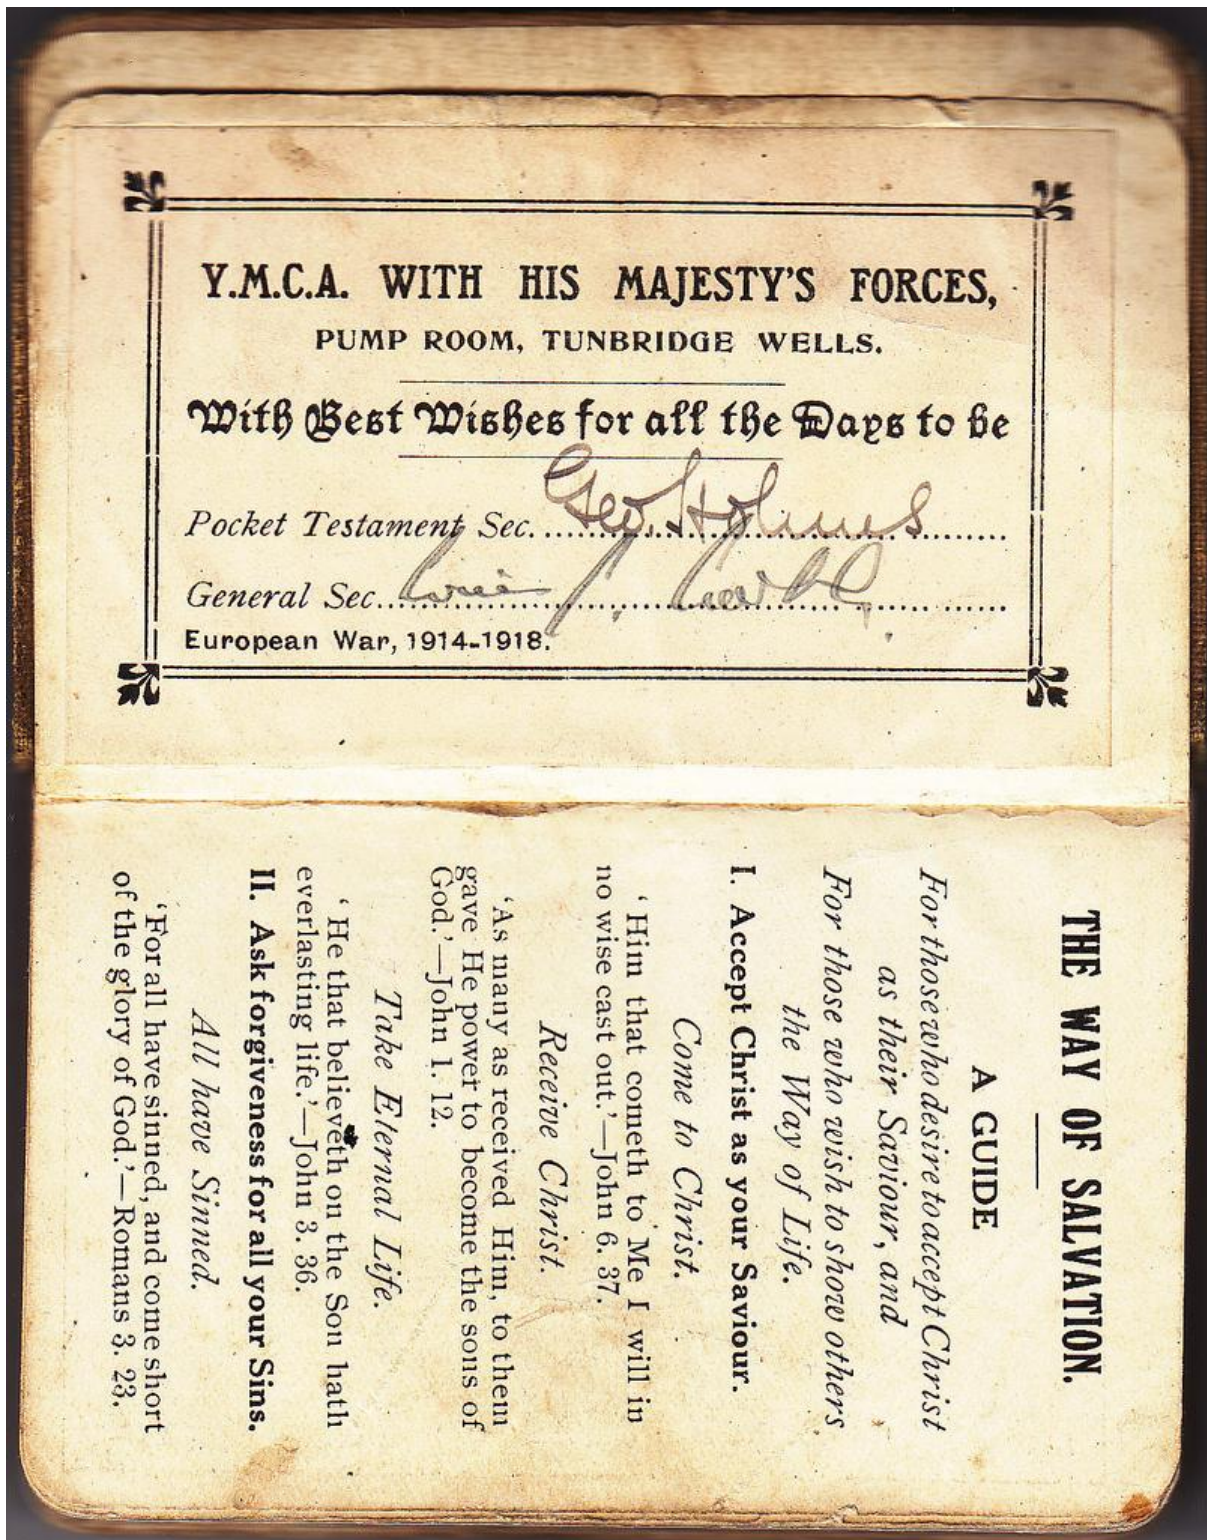 Y.M.C.A. WITH HIS MAJESTY'S FORCES,
PUMP ROOM, TUNBRIDGE WELLS.
With Best Wishes for all the Days to be
Pocket Testament Sec. Geo. Holmes
General Sec.
European War, 1914-1918.
THE WAY OF SALVATION.
A GUIDE
For those who desire to accept Christ
as their Saviour, and
For those who wish to show others
the Way of Life.
I. Accept Christ as your Saviour.
Come to Christ.
'Him that cometh to Me I will in
no wise cast out.'—John 6. 37.
Receive Christ.
'As many as received Him, to them
gave He power to become the sons of
God.'—John 1. 12.
Take Eternal Life.
'He that believeth on the Son hath
everlasting life.'—John 3. 36.
II. Ask forgiveness for all your Sins.
All have Sinned.
'For all have sinned, and come short
of the glory of God.'—Romans 3. 23.